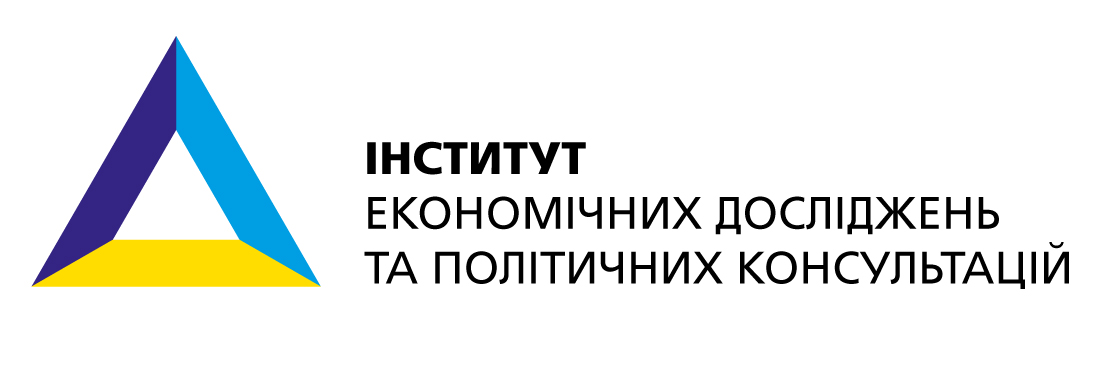 ІНСТИТУТ
ЕКОНОМІЧНИХ ДОСЛІДЖЕНЬ
ТА ПОЛІТИЧНИХ КОНСУЛЬТАЦІЙ